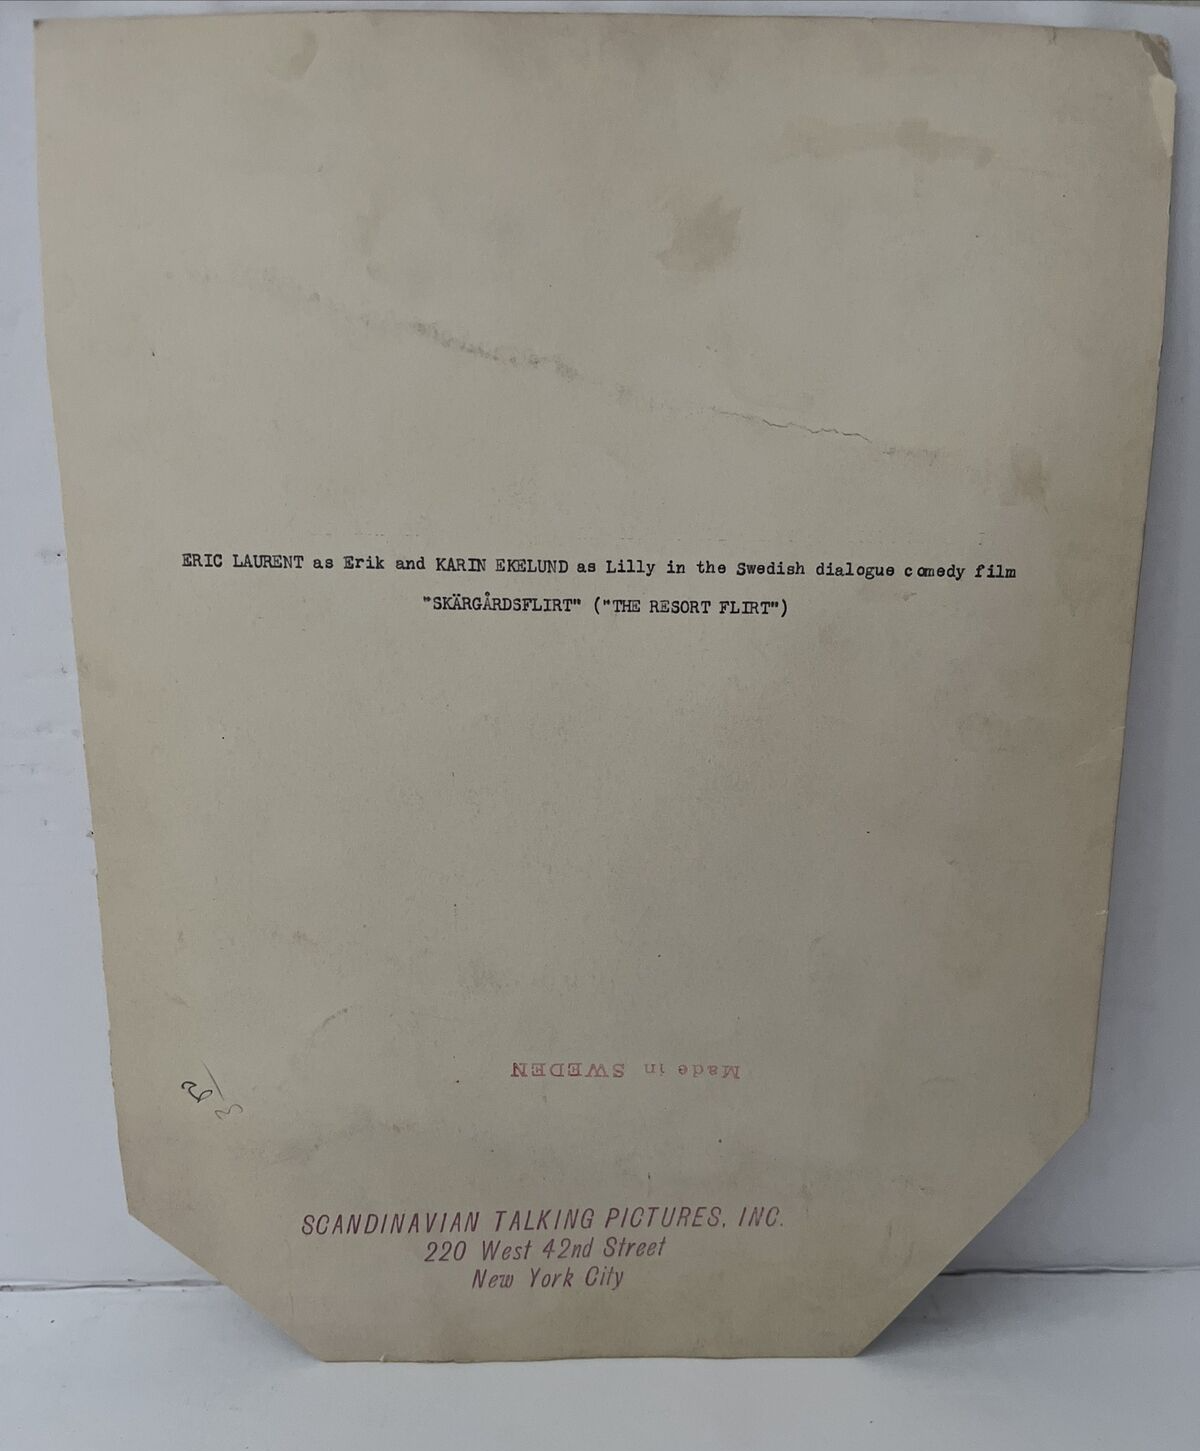 ERIC LAURENT as Erik and KARIN EKELUND as Lilly in the Swedish dialogue comedy film
"SKÄRGÅRDSFLIRT" ("THE RESORT FLIRT")
Made in SWEDEN
SCANDINAVIAN TALKING PICTURES, INC.
220 West 42nd Street
New York City